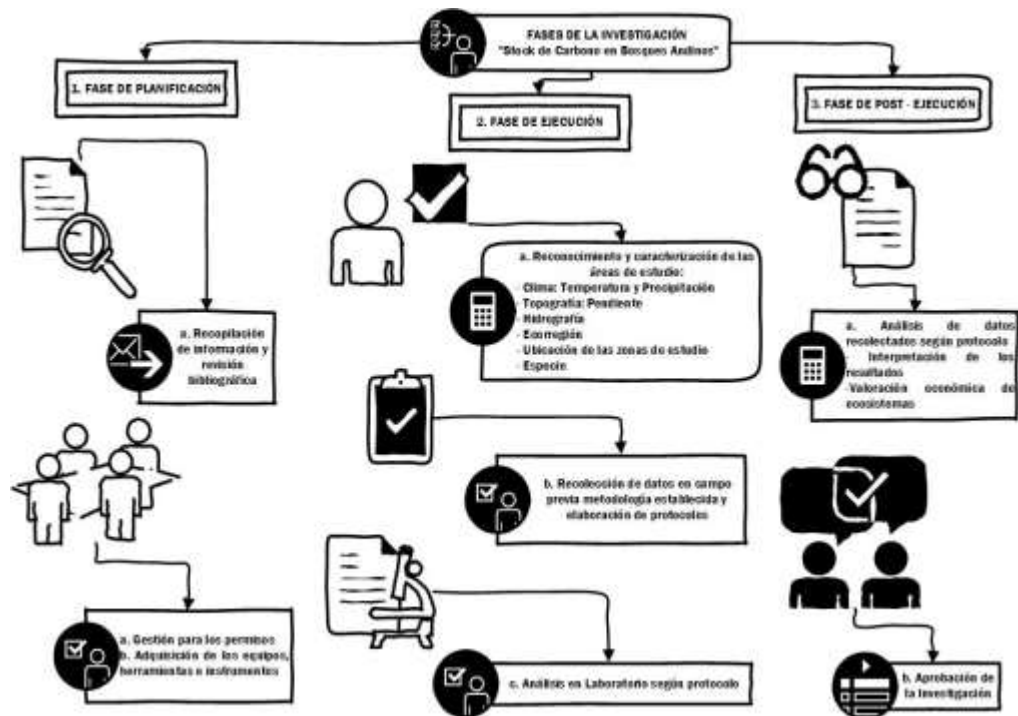 FASES DE LA INVESTIGACIÓN
"Stock de Carbono en Bosques Andinos"
1. FASE DE PLANIFICACIÓN
2. FASE DE EJECUCIÓN
3. FASE DE POST - EJECUCIÓN
a. Recopilación
de información y
revisión
bibliográfica
a. Gestión para los permisos
b. Adquisición de los equipos,
herramientas e instrumentos
a. Reconocimiento y caracterización de las
áreas de estudio:
- Clima: Temperatura y Precipitación
- Topografía: Pendiente
- Hidrografía
- Ecorregión
- Ubicación de las zonas de estudio
- Especie
b. Recolección de datos en campo
previa metodología establecida y
elaboración de protocolos
c. Análisis en Laboratorio según protocolo
a. Análisis de datos
recolectados según protocolo
- Interpretación de los
resultados
-Valoración económica de
ecosistemas
b. Aprobación de
la Investigación